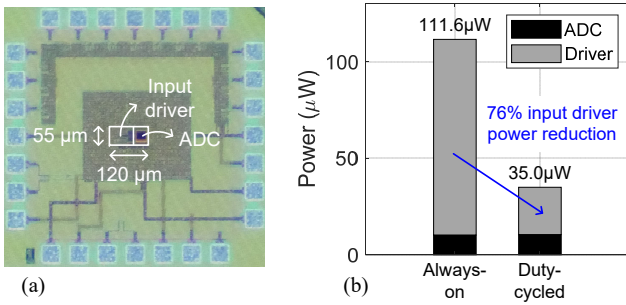 Input
driver
55 μm
ADC
120 μm
(a)
Power (μW)
100
50
0
111.6μW
ADC
Driver
76% input driver
power reduction
35.0μW
Always-
on
Duty-
cycled
(b)